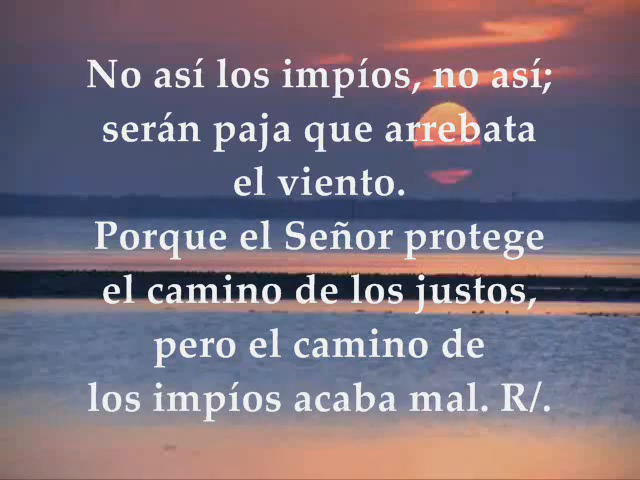 No así los impíos, no así;
serán paja que arrebata
el viento.
Porque el Señor protege
el camino de los justos,
pero el camino de
los impíos acaba mal. R/.